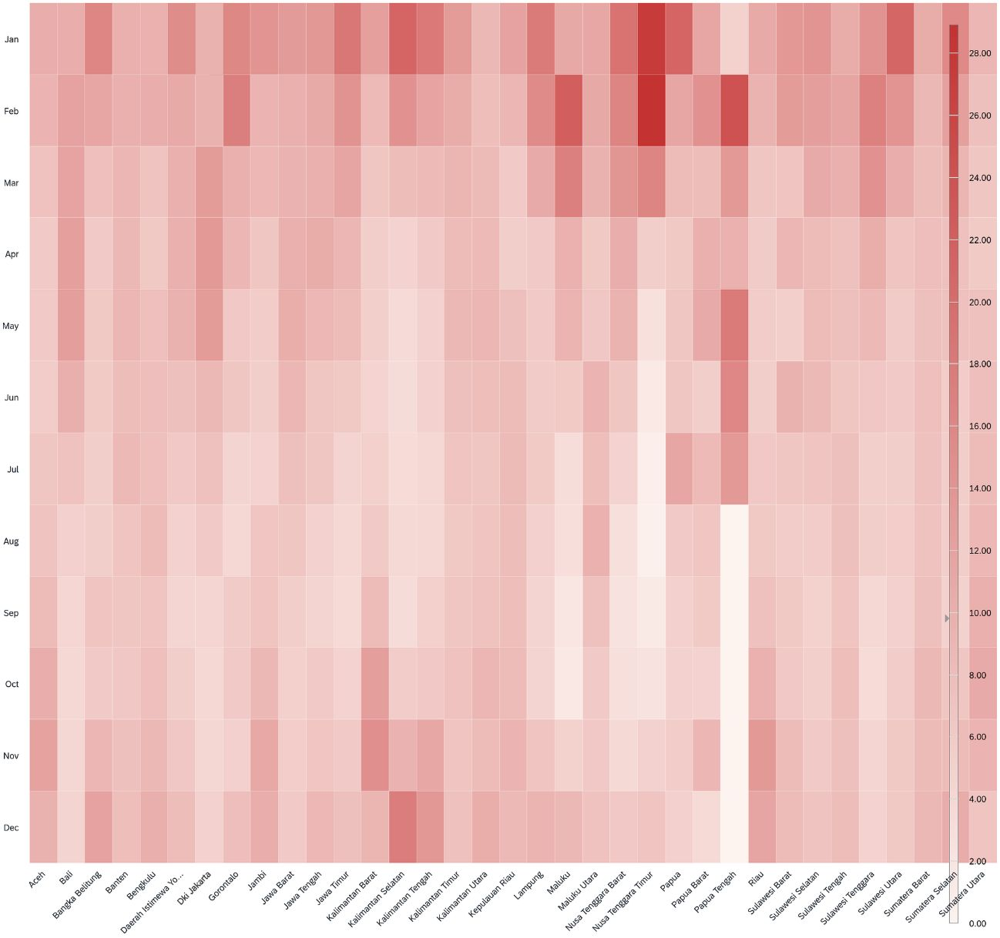 Jan
Feb
Mar
Apr
May
Jun
Jul
Aug
Sep
Oct
Nov
Dec
Aceh
Bali
Bangka Belitung
Banten
Bengkulu
Daerah Istimewa Yo...
Dki Jakarta
Gorontalo
Jambi
Jawa Barat
Jawa Tengah
Jawa Timur
Kalimantan Barat
Kalimantan Selatan
Kalimantan Tengah
Kalimantan Timur
Kalimantan Utara
Kepulauan Riau
Lampung
Maluku
Maluku Utara
Nusa Tenggara Barat
Nusa Tenggara Timur
Papua
Papua Barat
Papua Tengah
Riau
Sulawesi Barat
Sulawesi Selatan
Sulawesi Tengah
Sulawesi Tenggara
Sulawesi Utara
Sumatera Barat
Sumatera Selatan
Sumatera Utara
28.00
26.00
24.00
22.00
20.00
18.00
16.00
14.00
12.00
10.00
8.00
6.00
4.00
2.00
0.00